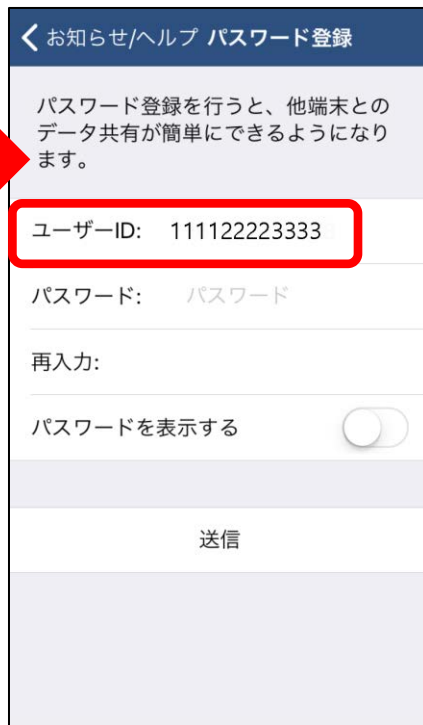 お知らせ/ヘルプ パスワード登録
パスワード登録を行うと、他端末との
データ共有が簡単にできるようになり
ます。
ユーザーID: 111122223333
パスワード: パスワード
再入力:
パスワードを表示する
送信